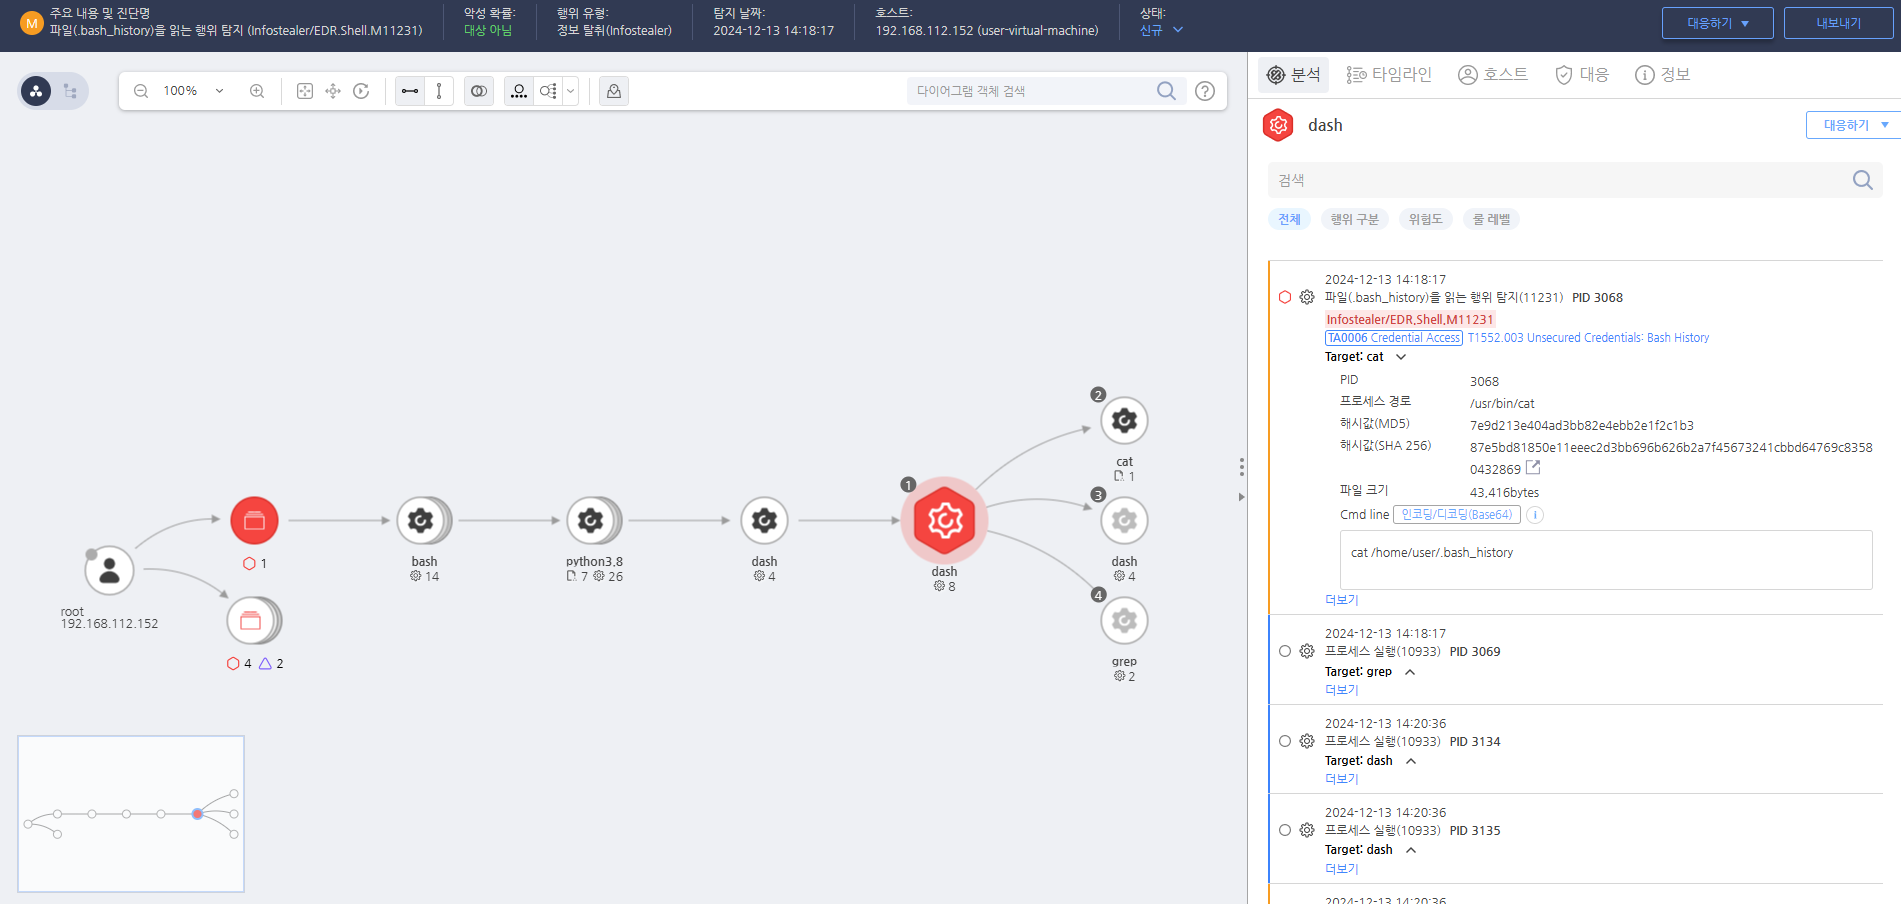 M
주요 내용 및 진단명
파일(.bash_history)을 읽는 행위 탐지 (Infostealer/EDR.Shell.M11231)
악성 확률:
대상 아님
행위 유형:
정보 탈취(Infostealer)
탐지 날짜:
2024-12-13 14:18:17
호스트:
192.168.112.152 (user-virtual-machine)
상태:
신규
대응하기
내보내기
100%
다이어그램 객체 검색
root
192.168.112.152
1
4 2
bash
14
python3.8
7 26
dash
4
1
dash
8
2
cat
1
3
dash
4
4
grep
2
분석
타임라인
호스트
대응
정보
dash
대응하기
검색
전체
행위 구분
위험도
룰 레벨
2024-12-13 14:18:17
파일(.bash_history)을 읽는 행위 탐지(11231) PID 3068
Infostealer/EDR.Shell.M11231
TA0006 Credential Access T1552.003 Unsecured Credentials: Bash History
Target: cat
PID 3068
프로세스 경로 /usr/bin/cat
해시값(MD5) 7e9d213e404ad3bb82e4ebb2e1f2c1b3
해시값(SHA 256) 87e5bd81850e11eeec2d3bb696b626b2a7f45673241cbbd64769c8358
0432869
파일 크기 43,416bytes
Cmd line 인코딩/디코딩(Base64)
cat /home/user/.bash_history
더보기
2024-12-13 14:18:17
프로세스 실행(10933) PID 3069
Target: grep
더보기
2024-12-13 14:20:36
프로세스 실행(10933) PID 3134
Target: dash
더보기
2024-12-13 14:20:36
프로세스 실행(10933) PID 3135
Target: dash
더보기
2024-12-13 14:20:36